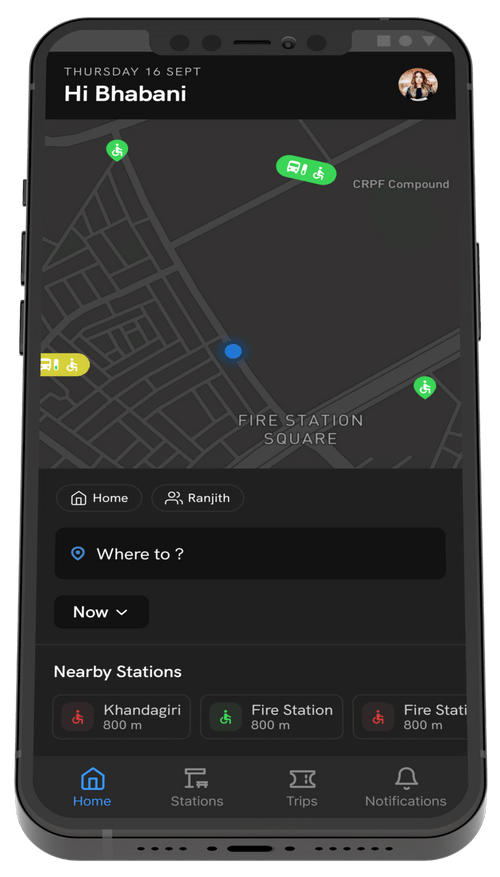 THURSDAY 16 SEPT
Hi Bhabani
CRPF Compound
FIRE STATION
SQUARE
Home
Ranjith
Where to ?
Now
Nearby Stations
Khandagiri
800 m
Fire Station
800 m
Fire Stati
800 m
Home
Stations
Trips
Notifications